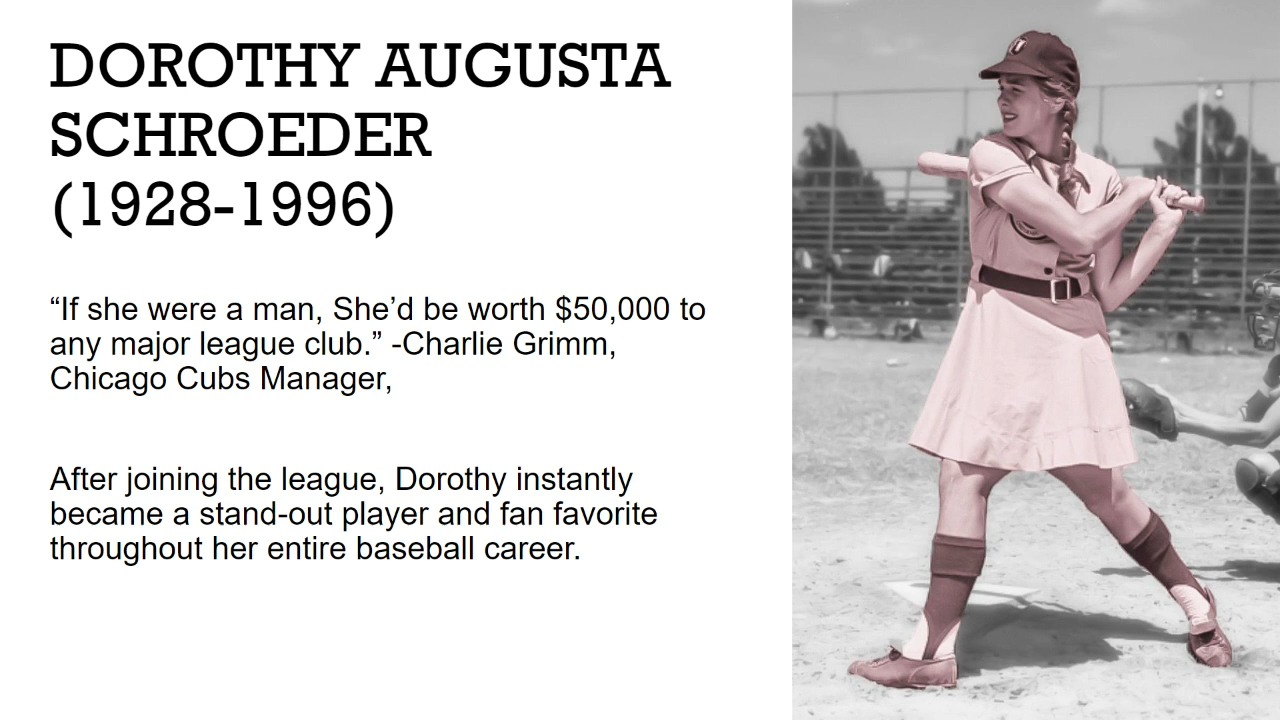 DOROTHY AUGUSTA
SCHROEDER
(1928-1996)
“If she were a man, She’d be worth $50,000 to
any major league club.” -Charlie Grimm,
Chicago Cubs Manager,
After joining the league, Dorothy instantly
became a stand-out player and fan favorite
throughout her entire baseball career.